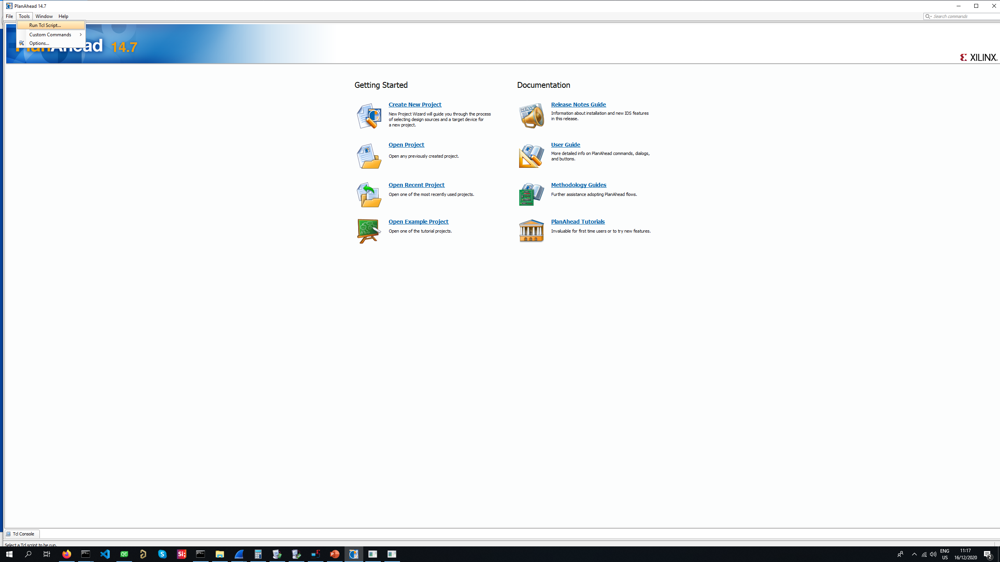 PlanAhead 14.7
File Tools Window Help
Search commands
Run Tcl Script...
Custom Commands
Options...
PlanAhead 14.7
XILINX
Getting Started
Create New Project
New Project Wizard will guide you through the process
of selecting design sources and a target device for
a new project.
Open Project
Open any previously created project.
Open Recent Project
Open one of the most recently used projects.
Open Example Project
Open one of the tutorial projects.
Documentation
Release Notes Guide
NEWS
Information about installation and new IDS features
in this release.
User Guide
More detailed info on PlanAhead commands, dialogs,
and buttons.
Methodology Guides
Further assistance adopting PlanAhead flows.
PlanAhead Tutorials
Invaluable for first time users or to try new features.
Tcl Console
Select a Tcl script to be run.
QC
S
Si;
P
ENG
US
11:17
16/12/2020
2